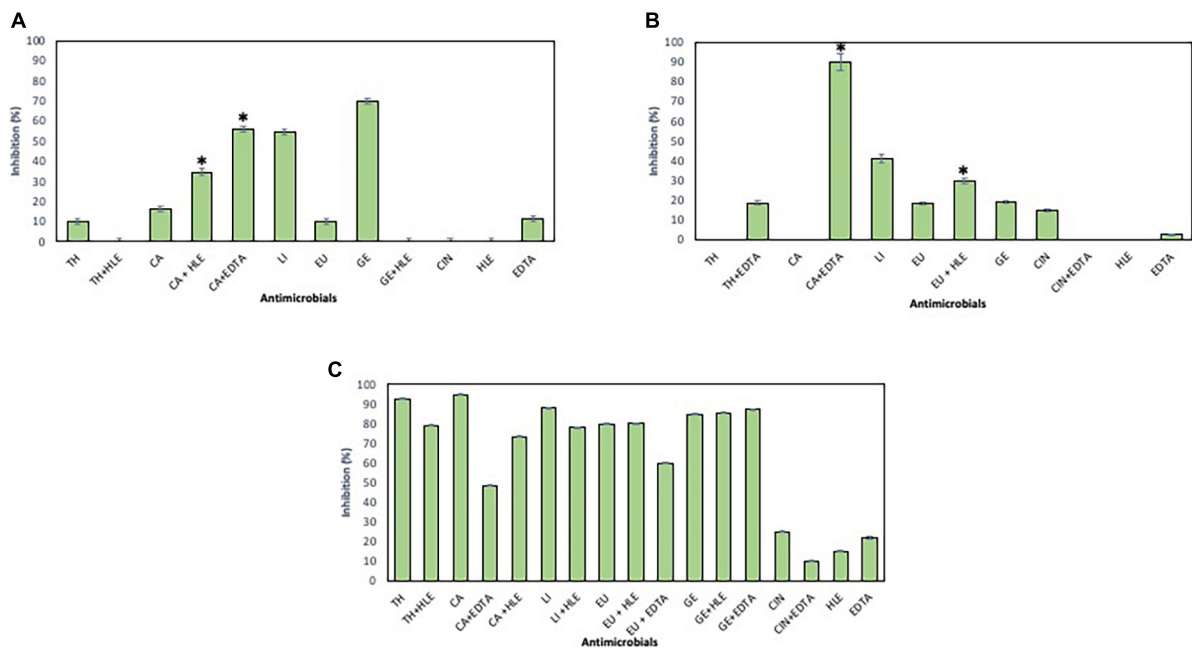 A
100
90
80
70
60
50
40
30
20
10
0
Inhibition (%)
*
*
TH
TH+HLE
CA
CA + HLE
CA+EDTA
LI
EU
GE
GE+HLE
CIN
HLE
EDTA
Antimicrobials
B
100
90
80
70
60
50
40
30
20
10
0
Inhibition (%)
*
*
TH
TH+EDTA
CA
CA+EDTA
LI
EU
EU + HLE
GE
CIN
CIN+EDTA
HLE
EDTA
Antimicrobials
C
100
90
80
70
60
50
40
30
20
10
0
Inhibition (%)
TH
TH+HLE
CA
CA+EDTA
CA+HLE
LI
LI +HLE
EU
EU + HLE
EU + EDTA
GE
GE+HLE
GE+EDTA
CIN
CIN+EDTA
HLE
EDTA
Antimicrobials